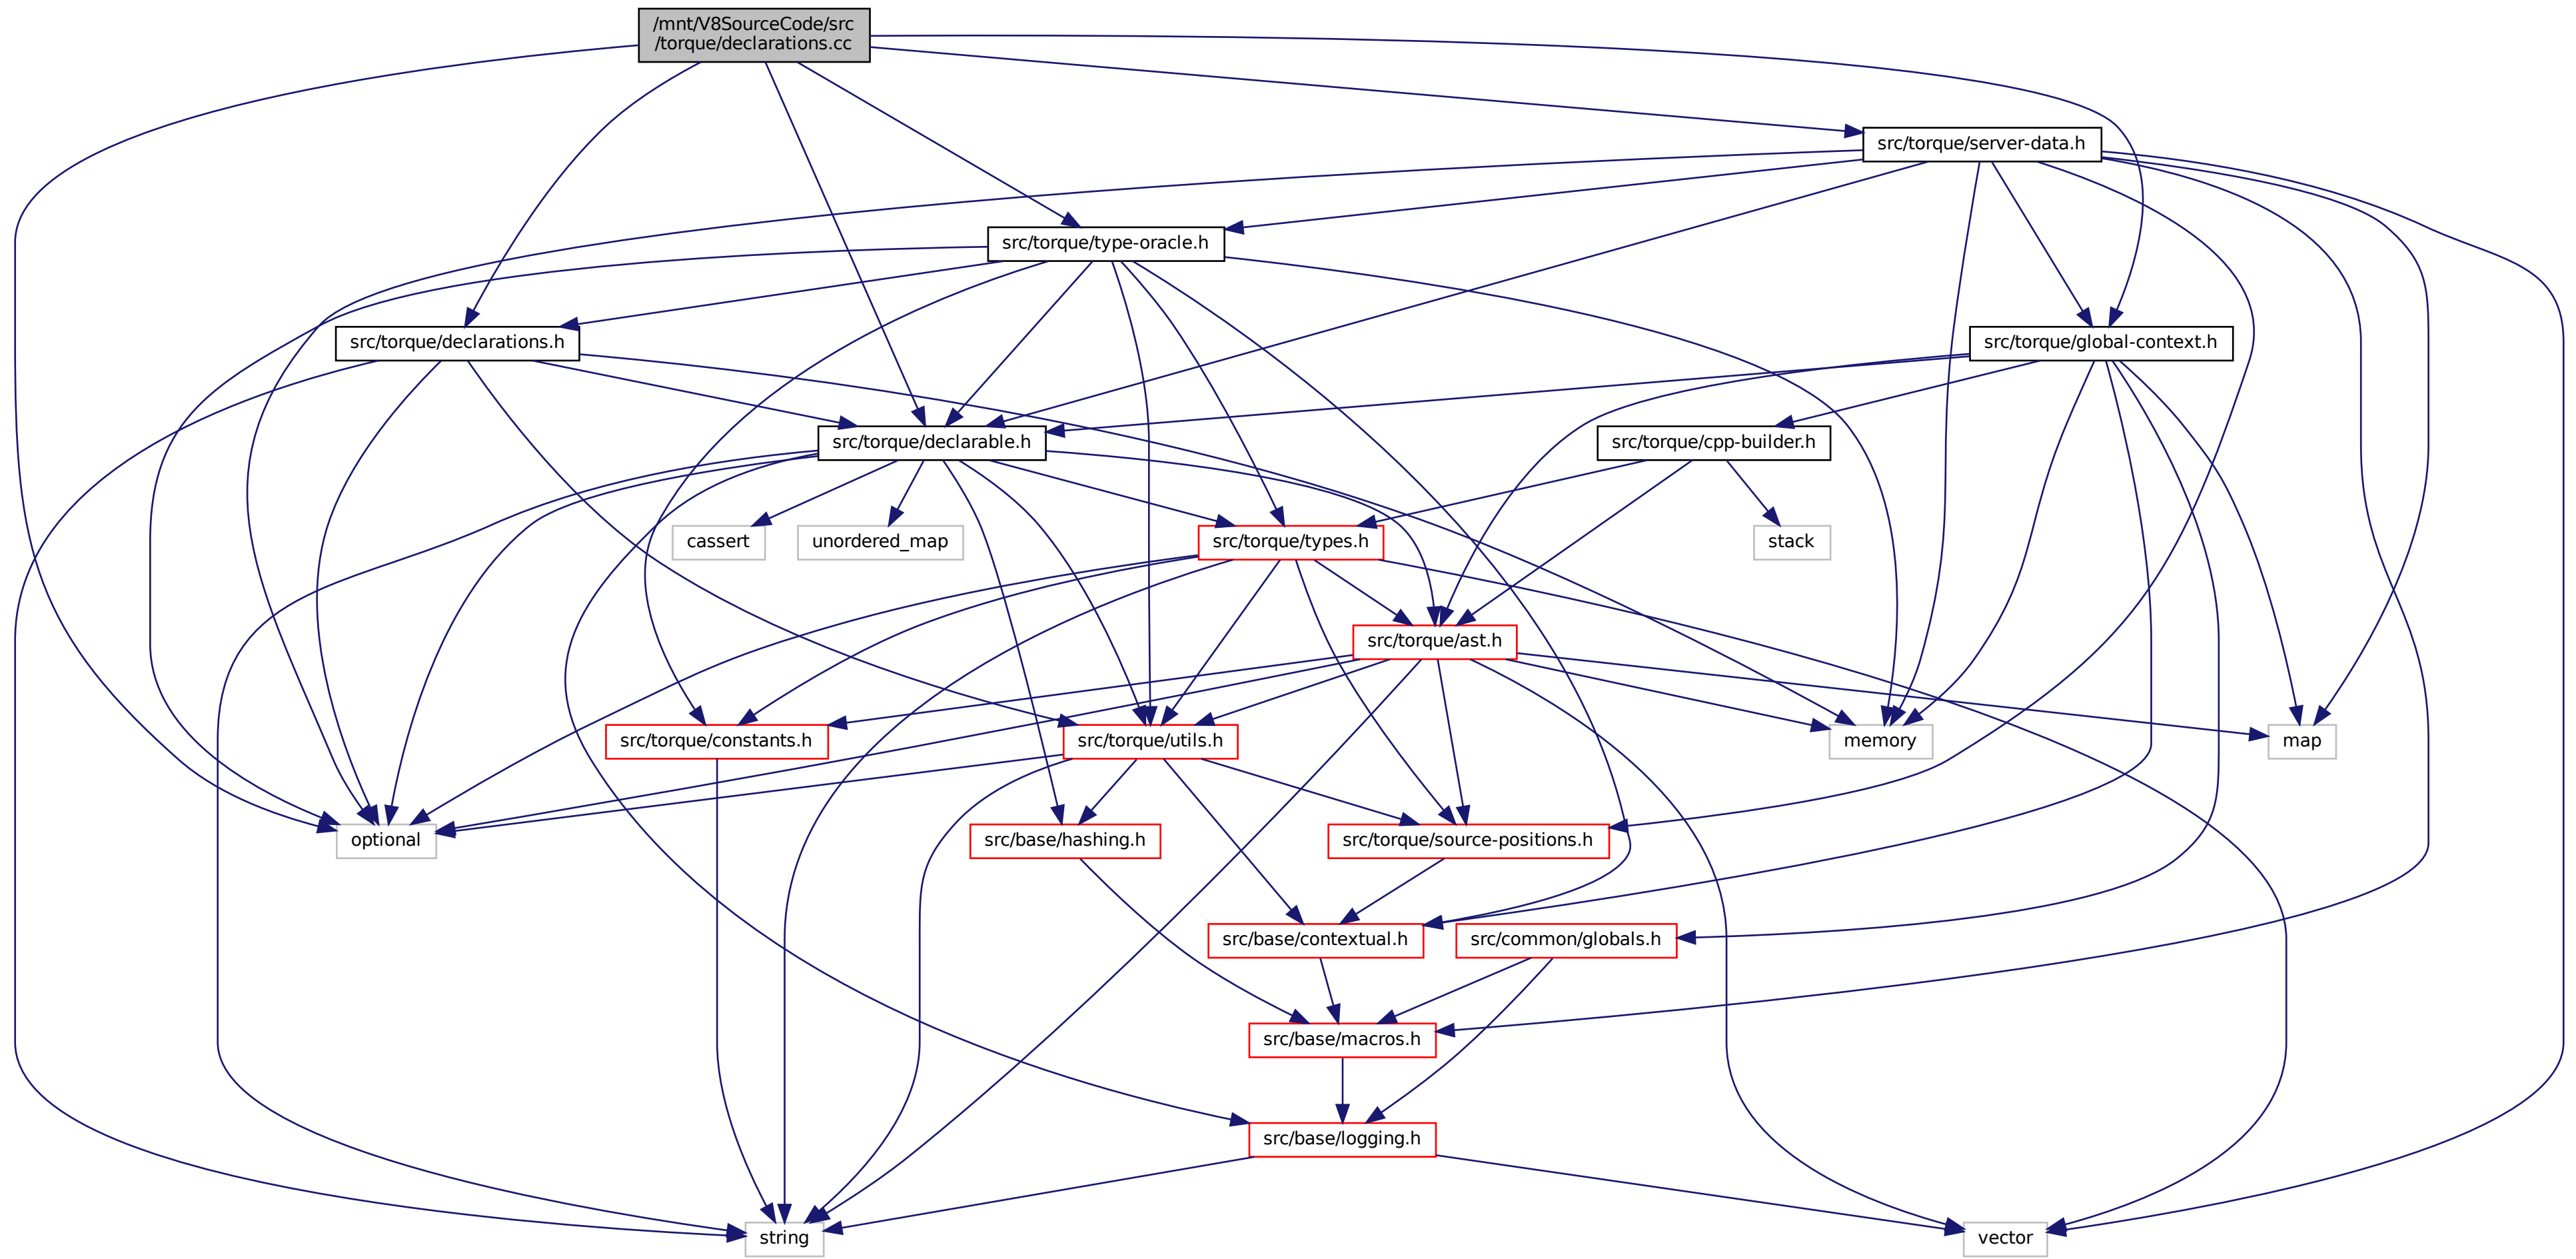 /mnt/V8SourceCode/src
/torque/declarations.cc
src/torque/server-data.h
src/torque/type-oracle.h
src/torque/declarations.h
src/torque/global-context.h
src/torque/declarable.h
src/torque/cpp-builder.h
cassert
unordered_map
src/torque/types.h
stack
src/torque/ast.h
src/torque/constants.h
src/torque/utils.h
memory
map
optional
src/base/hashing.h
src/torque/source-positions.h
src/base/contextual.h
src/common/globals.h
src/base/macros.h
src/base/logging.h
string
vector